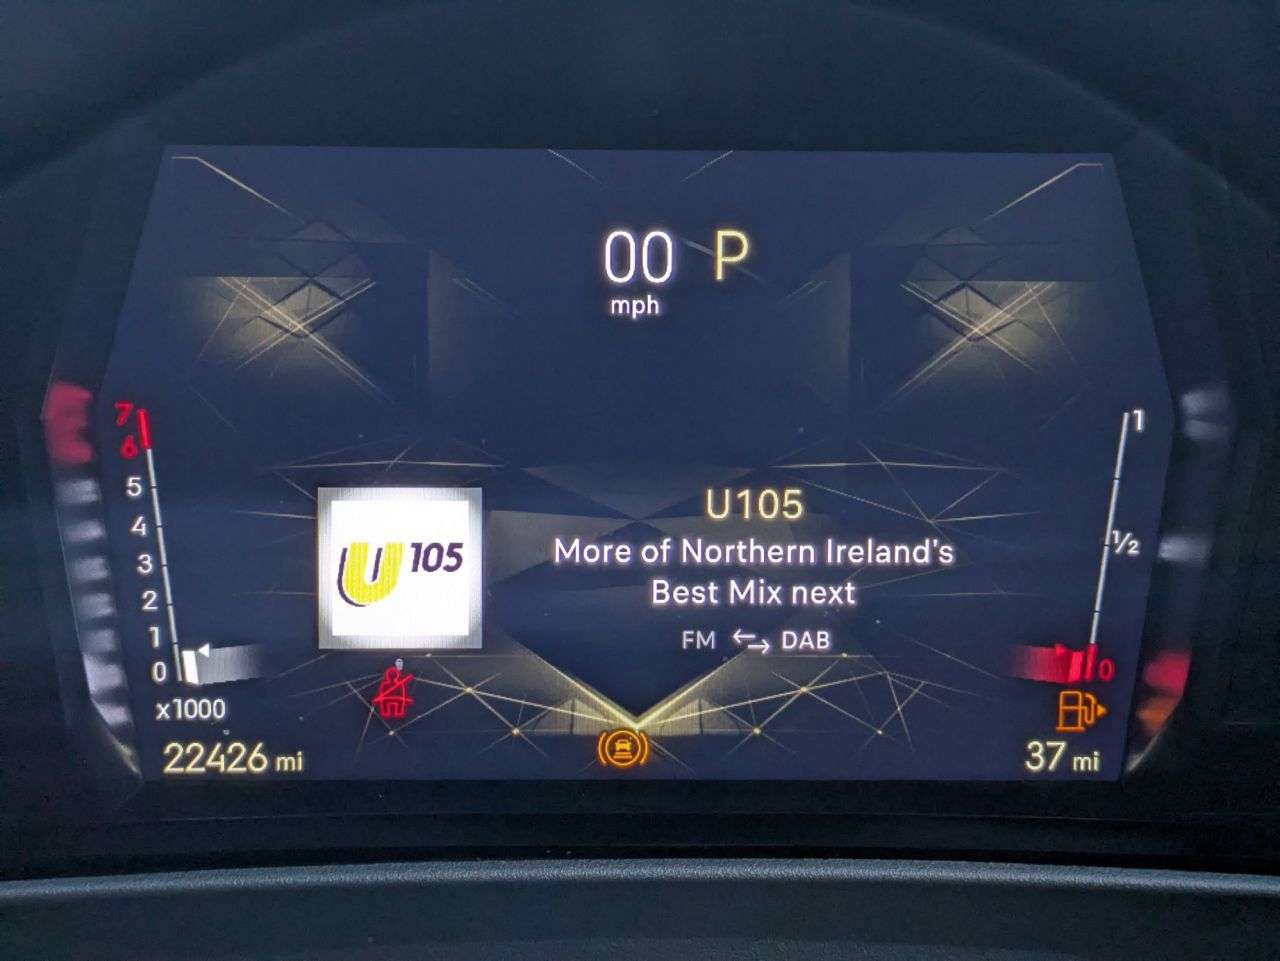 00 P
mph
7
6
5
4
3
2
1
0
x1000
22426 mi
U 105
U105
More of Northern Ireland's
Best Mix next
FM DAB
1
1/2
0
37 mi